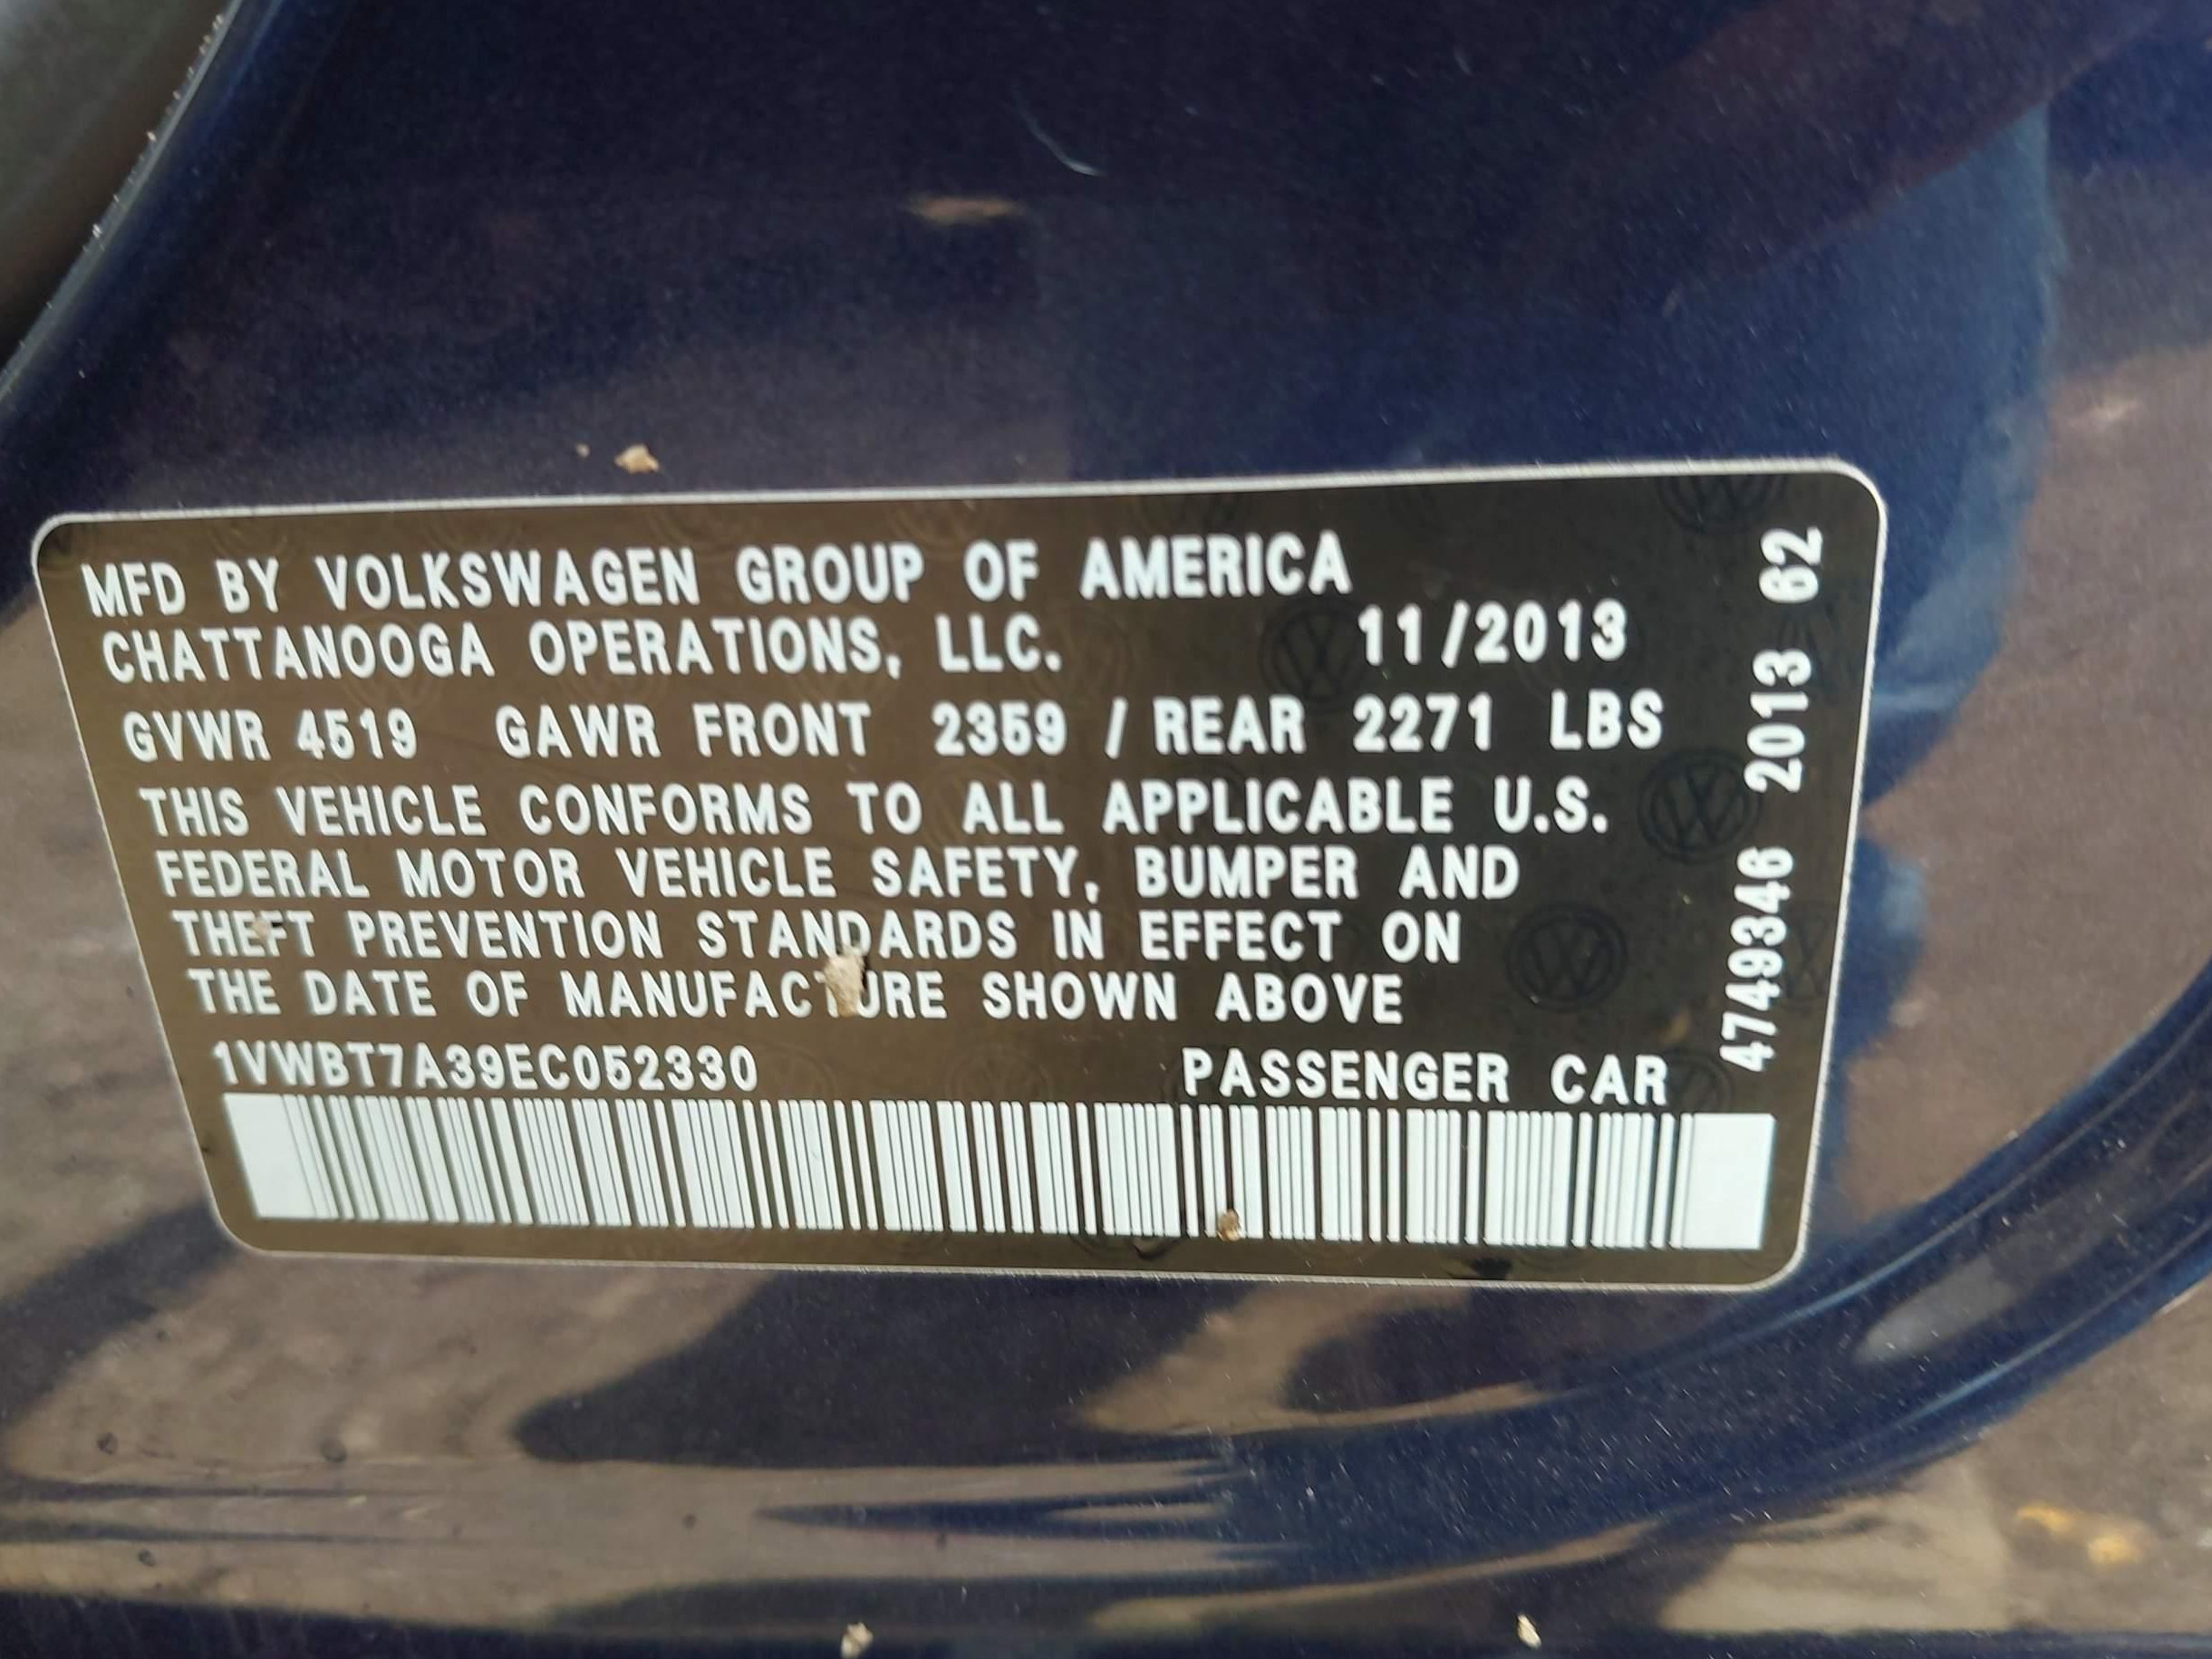 MFD BY VOLKSWAGEN GROUP OF AMERICA
CHATTANOOGA OPERATIONS, LLC. 11/2013
GVWR 4519 GAWR FRONT 2359 / REAR 2271 LBS
THIS VEHICLE CONFORMS TO ALL APPLICABLE U.S.
FEDERAL MOTOR VEHICLE SAFETY, BUMPER AND
THEFT PREVENTION STANDARDS IN EFFECT ON
THE DATE OF MANUFACTURE SHOWN ABOVE
1VWBT7A39EC052330 PASSENGER CAR
4749346 2013 62